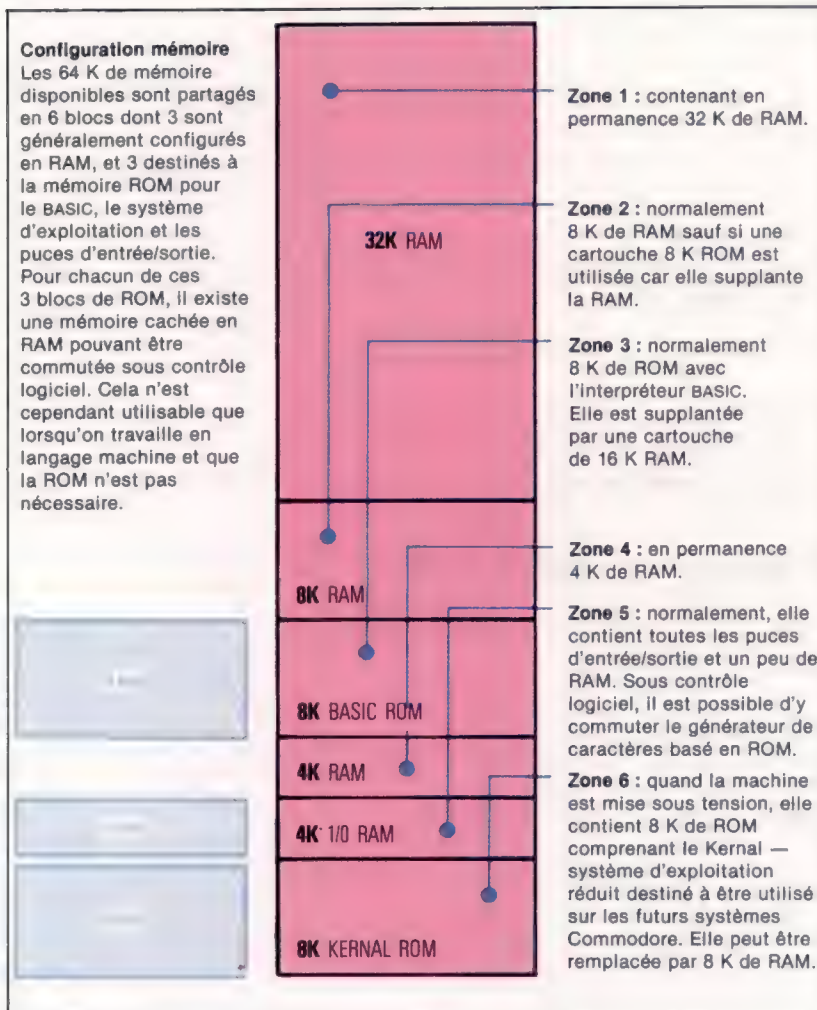 Configuration mémoire
Les 64 K de mémoire
disponibles sont partagés
en 6 blocs dont 3 sont
généralement configurés
en RAM, et 3 destinés à
la mémoire ROM pour
le BASIC, le système
d'exploitation et les
puces d'entrée/sortie.
Pour chacun de ces
3 blocs de ROM, il existe
une mémoire cachée en
RAM pouvant être
commutée sous contrôle
logiciel. Cela n'est
cependant utilisable que
lorsqu'on travaille en
langage machine et que
la ROM n'est pas
nécessaire.
32K RAM
8K RAM
8K BASIC ROM
4K RAM
4K 1/0 RAM
8K KERNAL ROM
Zone 1 : contenant en
permanence 32 K de RAM.
Zone 2 : normalement
8 K de RAM sauf si une
cartouche 8 K ROM est
utilisée car elle supplante
la RAM.
Zone 3 : normalement
8 K de ROM avec
l'interpréteur BASIC.
Elle est supplantée
par une cartouche
de 16 K RAM.
Zone 4 : en permanence
4 K de RAM.
Zone 5 : normalement, elle
contient toutes les puces
d'entrée/sortie et un peu de
RAM. Sous contrôle
logiciel, il est possible d'y
commuter le générateur de
caractères basé en ROM.
Zone 6 : quand la machine
est mise sous tension, elle
contient 8 K de ROM
comprenant le Kernal —
système d'exploitation
réduit destiné à être utilisé
sur les futurs systèmes
Commodore. Elle peut être
remplacée par 8 K de RAM.